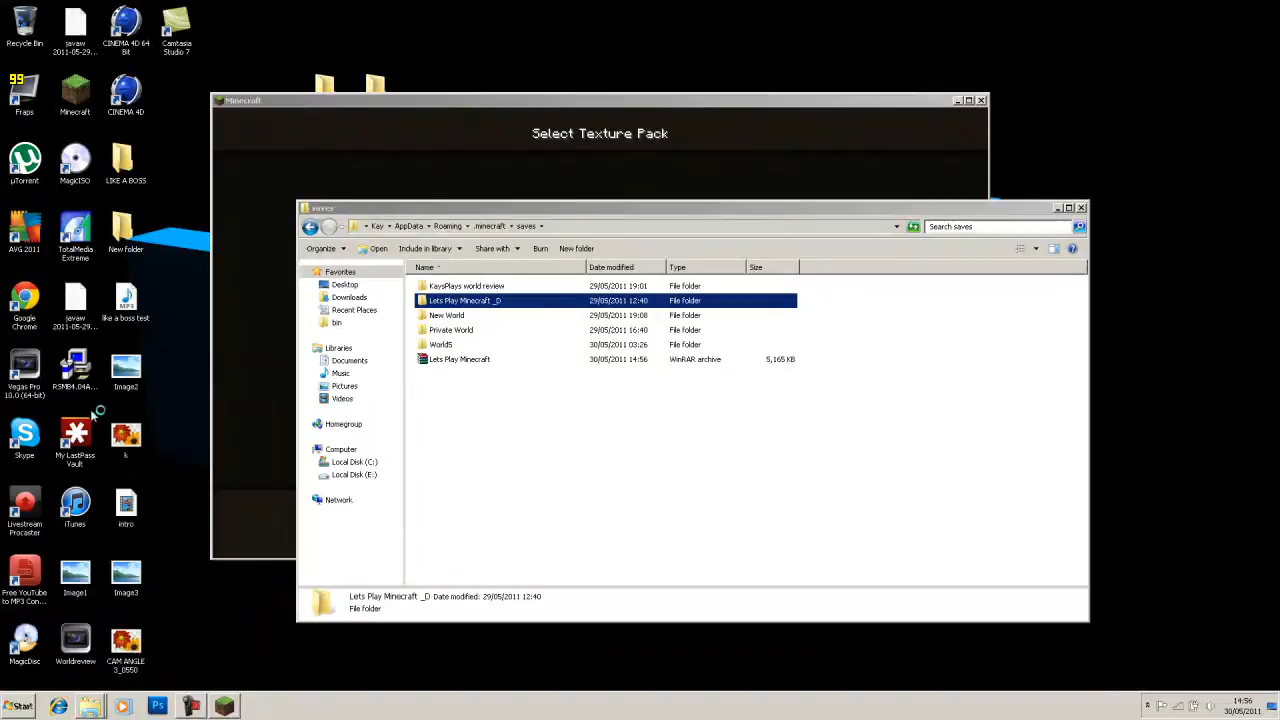 Recycle Bin
javaw
2011-05-29...
CINEMA 4D 64
Bit
Camtasia
Studio 7
99
Fraps
Minecraft
CINEMA 4D
µTorrent
MagicISO
LIKE A BOSS
AVG 2011
TotalMedia
Extreme
New folder
Google
Chrome
javaw
2011-05-29...
like a boss test
Vegas Pro
10.0 (64-bit)
RSMB4.D4A...
Image2
Skype
My LastPass
Vault
k
Livestream
Procaster
iTunes
intro
Free YouTube
to MP3 Con...
Image1
Image3
MagicDisc
Worldreview
CAM ANGLE
3_0550
Minecraft
Select Texture Pack
saves
Kay AppData Roaming .minecraft saves
Search saves
Organize Open Include in library Share with Burn New folder
Favorites
Desktop
Downloads
Recent Places
bin
Libraries
Documents
Music
Pictures
Videos
Homegroup
Computer
Local Disk (C:)
Local Disk (E:)
Network
Name Date modified Type Size
KaysPlays world review 29/05/2011 19:01 File folder
Lets Play Minecraft _D 29/05/2011 12:40 File folder
New World 29/05/2011 19:08 File folder
Private World 29/05/2011 16:40 File folder
World5 30/05/2011 03:26 File folder
Lets Play Minecraft 30/05/2011 14:56 WinRAR archive 5,165 KB
Lets Play Minecraft _D Date modified: 29/05/2011 12:40
File folder
Start
Ps
14:56
30/05/2011